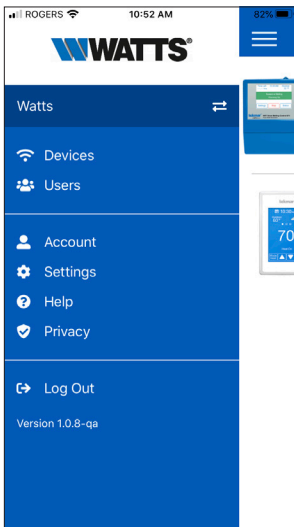 ROGERS 10:52 AM 82%
WATTS®
Watts
Devices
Users
Account
Settings
Help
Privacy
Log Out
Version 1.0.8-qa
70